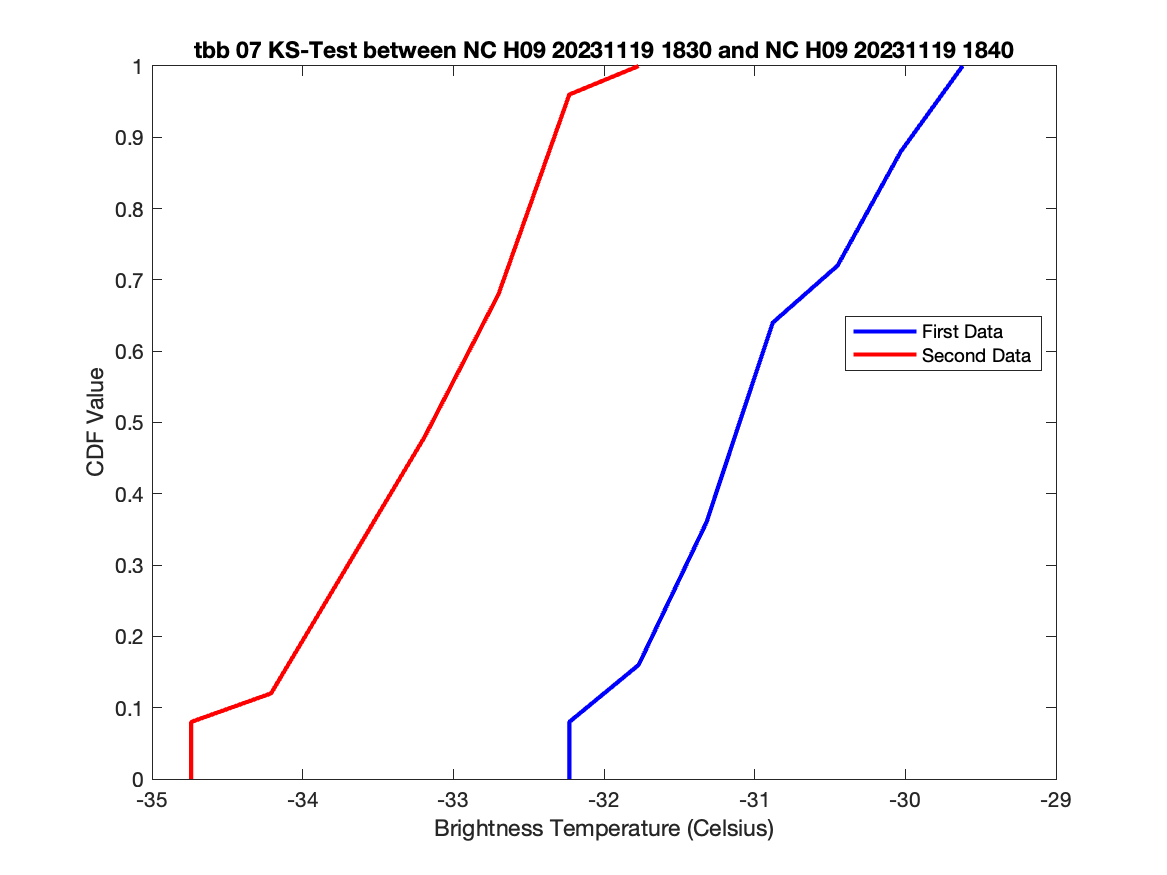 tbb 07 KS-Test between NC H09 20231119 1830 and NC H09 20231119 1840
1
0.9
0.8
0.7
0.6
0.5
0.4
0.3
0.2
0.1
0
CDF Value
First Data
Second Data
-35 -34 -33 -32 -31 -30 -29
Brightness Temperature (Celsius)